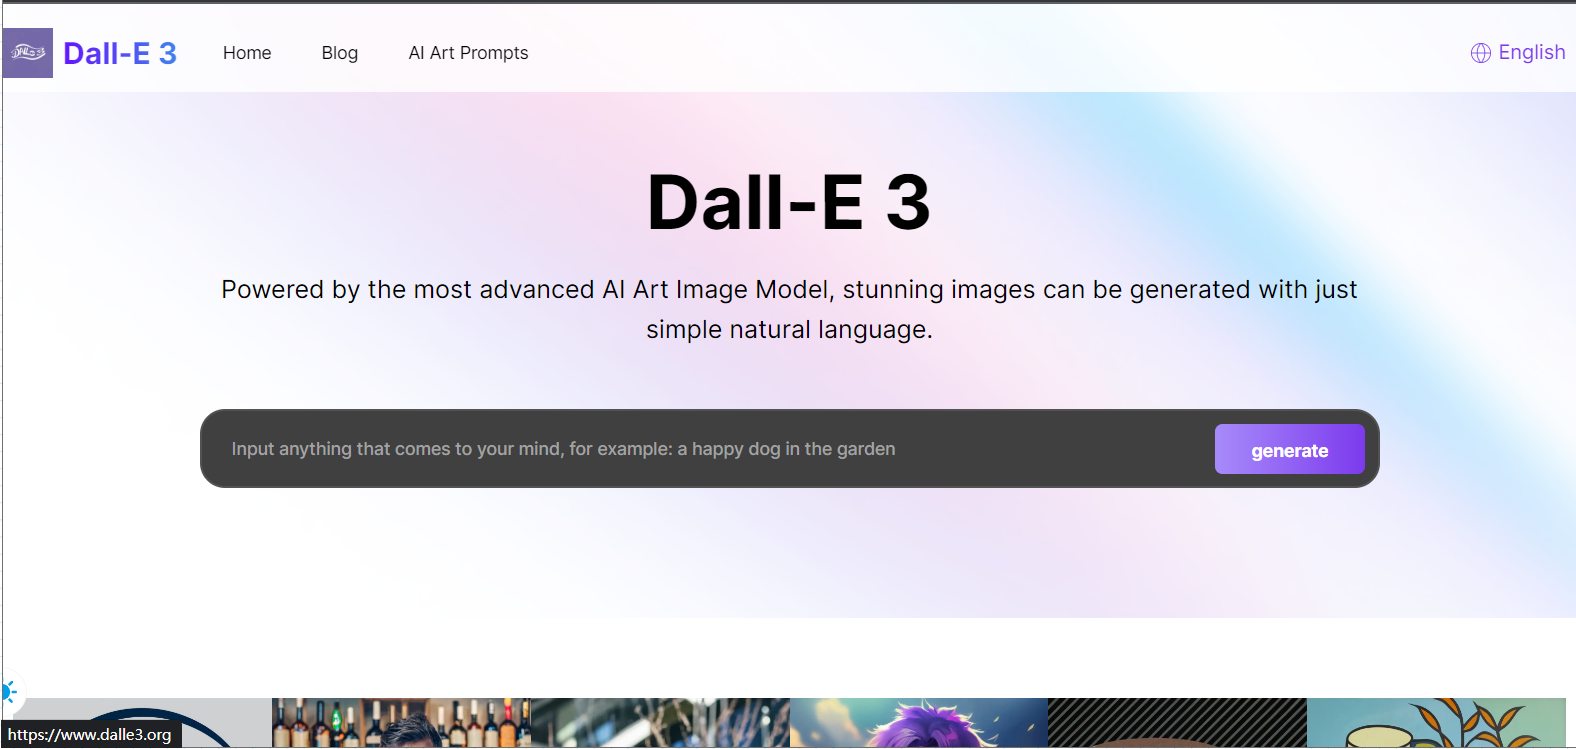 Dall-E 3
Home
Blog
AI Art Prompts
English
Dall-E 3
Powered by the most advanced AI Art Image Model, stunning images can be generated with just
simple natural language.
Input anything that comes to your mind, for example: a happy dog in the garden
generate
https://www.dalle3.org